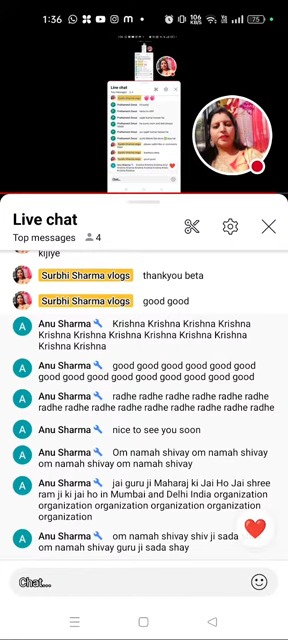 1:36
106
KB/s
75
Live chat
Top messages 4
kijiye
Surbhi Sharma vlogs thankyou beta
Surbhi Sharma vlogs good good
A Anu Sharma Krishna Krishna Krishna Krishna
Krishna Krishna Krishna Krishna Krishna Krishna
Krishna Krishna
A Anu Sharma good good good good good good
good good good good good good good good good
A Anu Sharma radhe radhe radhe radhe radhe
radhe radhe radhe radhe radhe radhe radhe radhe
A Anu Sharma nice to see you soon
A Anu Sharma Om namah shivay om namah shivay
om namah shivay om namah shivay
A Anu Sharma jai guru ji Maharaj ki Jai Ho Jai shree
ram ji ki jai ho in Mumbai and Delhi India organization
organization organization organization organization
organization
A Anu Sharma om namah shivay shiv ji sada
om namah shivay guru ji sada shay
Chat...